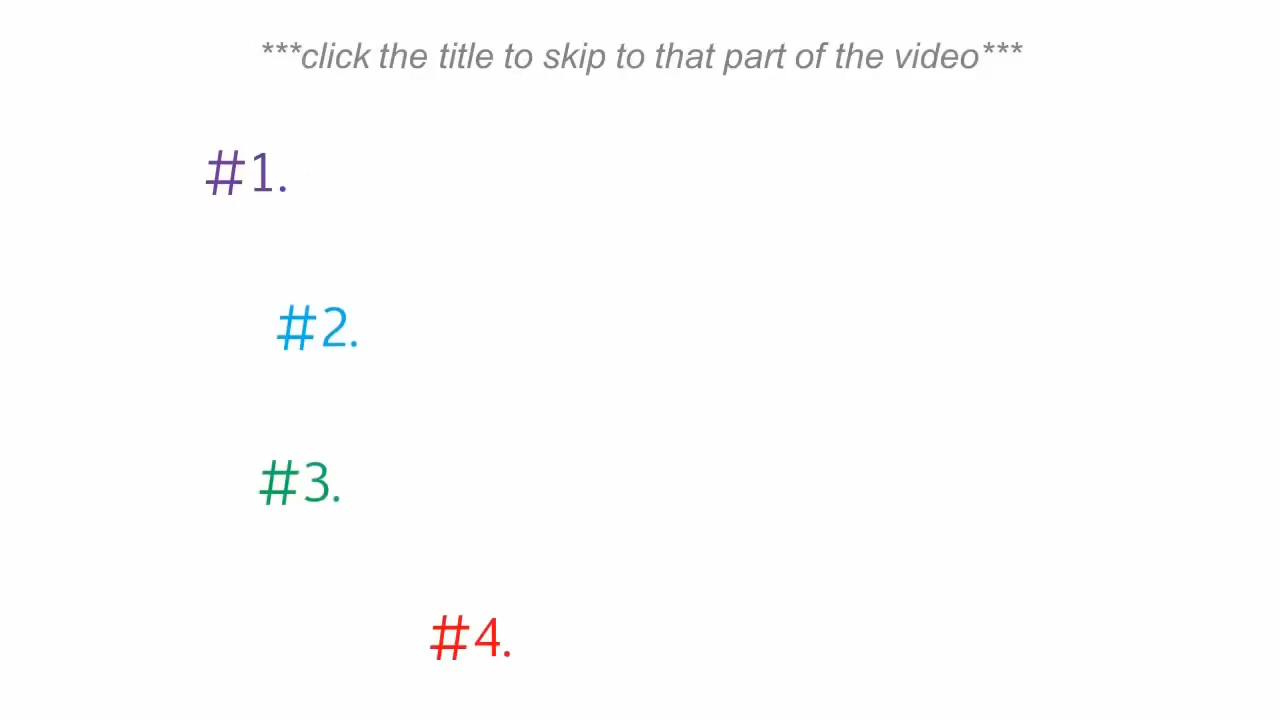 ***click the title to skip to that part of the video***
#1.
#2.
#3.
#4.